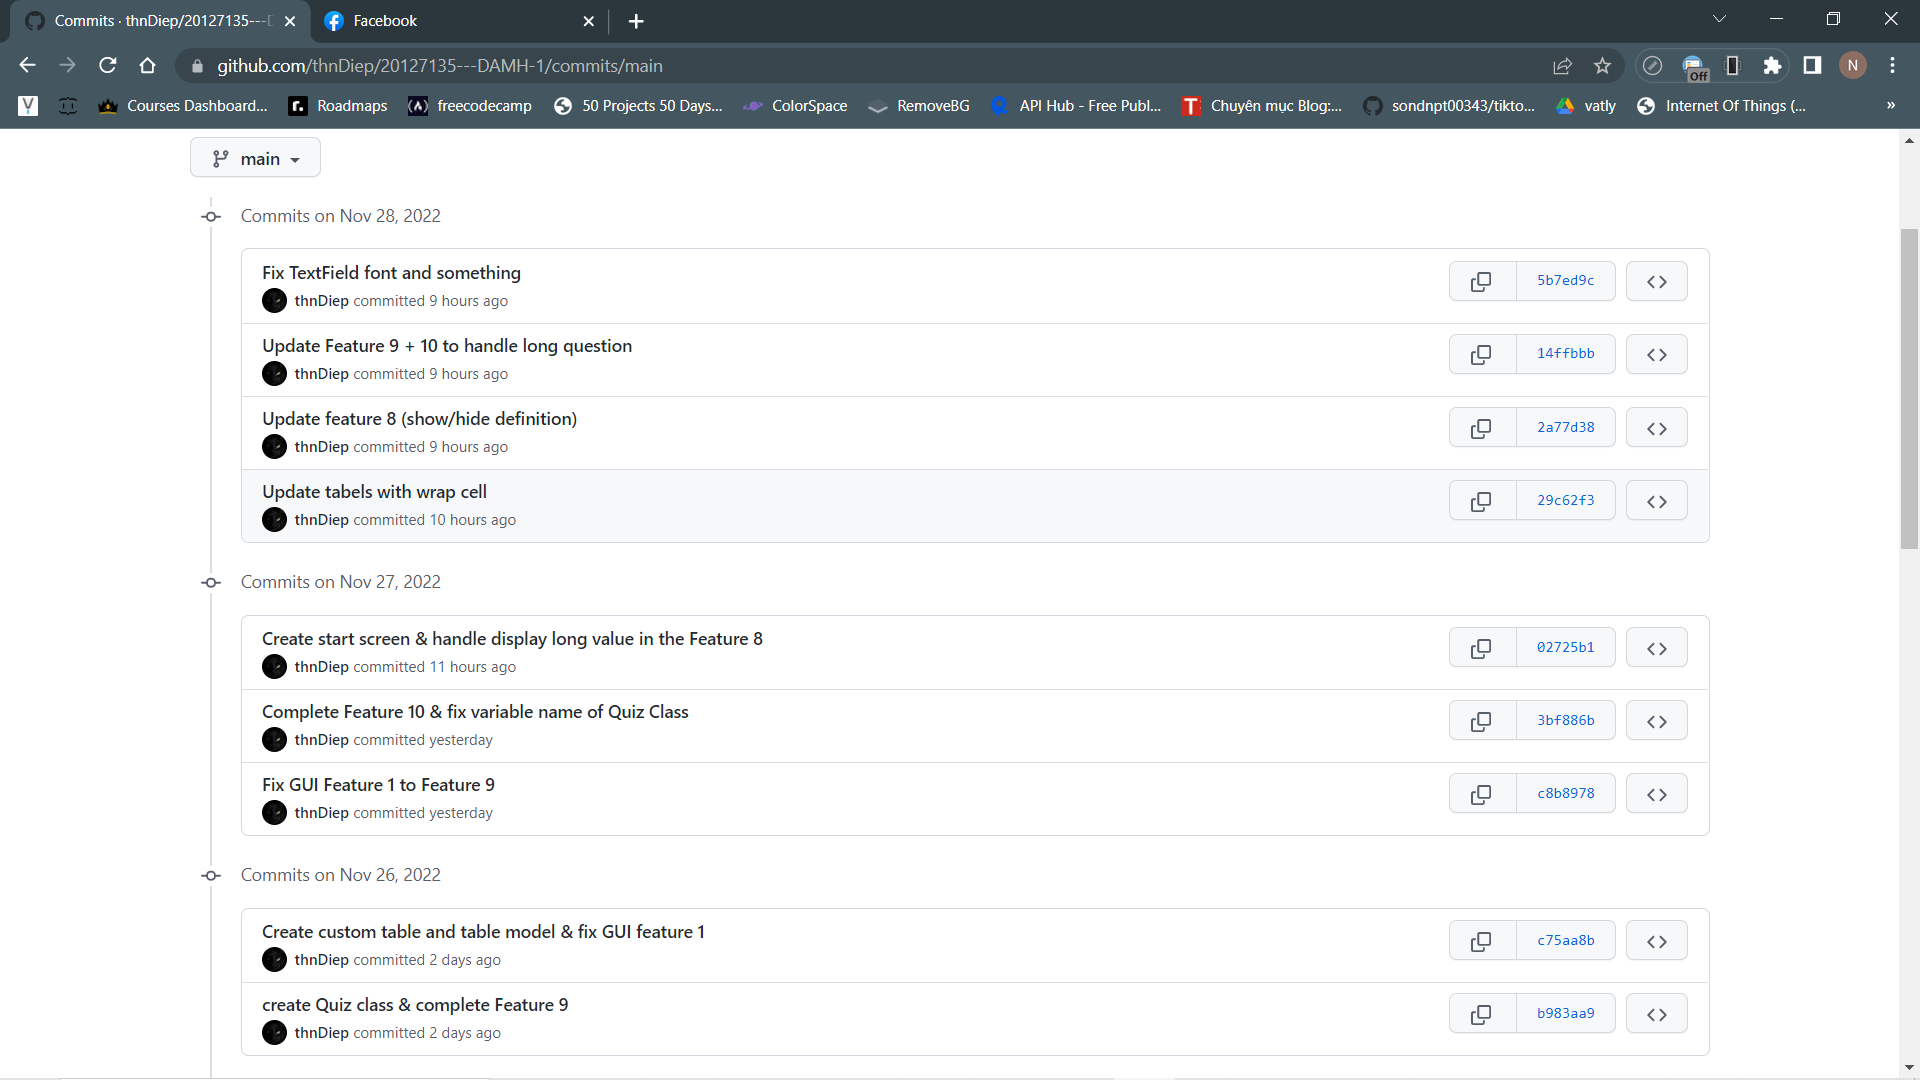 Commits · thnDiep/20127135---D
Facebook
github.com/thnDiep/20127135---DAMH-1/commits/main
Off
N
Courses Dashboard...
Roadmaps
freecodecamp
50 Projects 50 Days...
ColorSpace
RemoveBG
API Hub - Free Publ...
Chuyên mục Blog:...
sondnpt00343/tikto...
vatly
Internet Of Things (...
»
main
Commits on Nov 28, 2022
Fix TextField font and something
thnDiep committed 9 hours ago
5b7ed9c
Update Feature 9 + 10 to handle long question
thnDiep committed 9 hours ago
14ffbbb
Update feature 8 (show/hide definition)
thnDiep committed 9 hours ago
2a77d38
Update tabels with wrap cell
thnDiep committed 10 hours ago
29c62f3
Commits on Nov 27, 2022
Create start screen & handle display long value in the Feature 8
thnDiep committed 11 hours ago
02725b1
Complete Feature 10 & fix variable name of Quiz Class
thnDiep committed yesterday
3bf886b
Fix GUI Feature 1 to Feature 9
thnDiep committed yesterday
c8b8978
Commits on Nov 26, 2022
Create custom table and table model & fix GUI feature 1
thnDiep committed 2 days ago
c75aa8b
create Quiz class & complete Feature 9
thnDiep committed 2 days ago
b983aa9